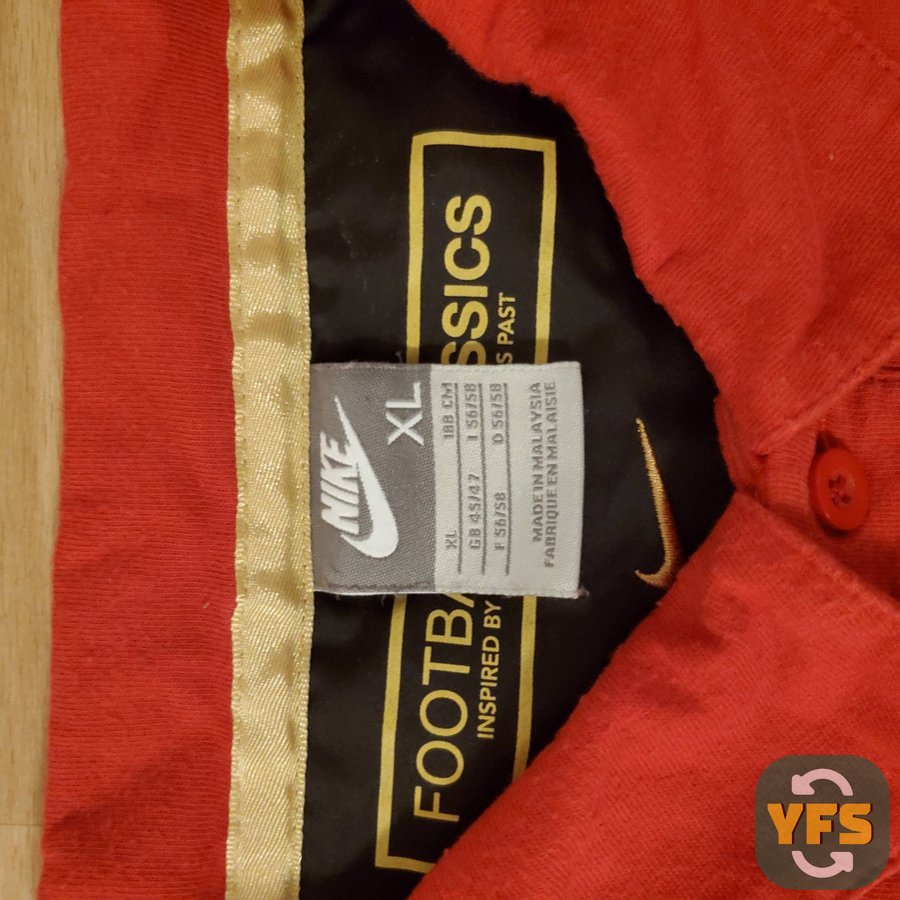 NIKE
XL
XL 188 CM
GB 45/47 I 56/58
F 56/58 D 56/58
MADE IN MALAYSIA
FABRIQUE EN MALAISIE
FOOTBA SSICS
INSPIRED BY S PAST
YFS